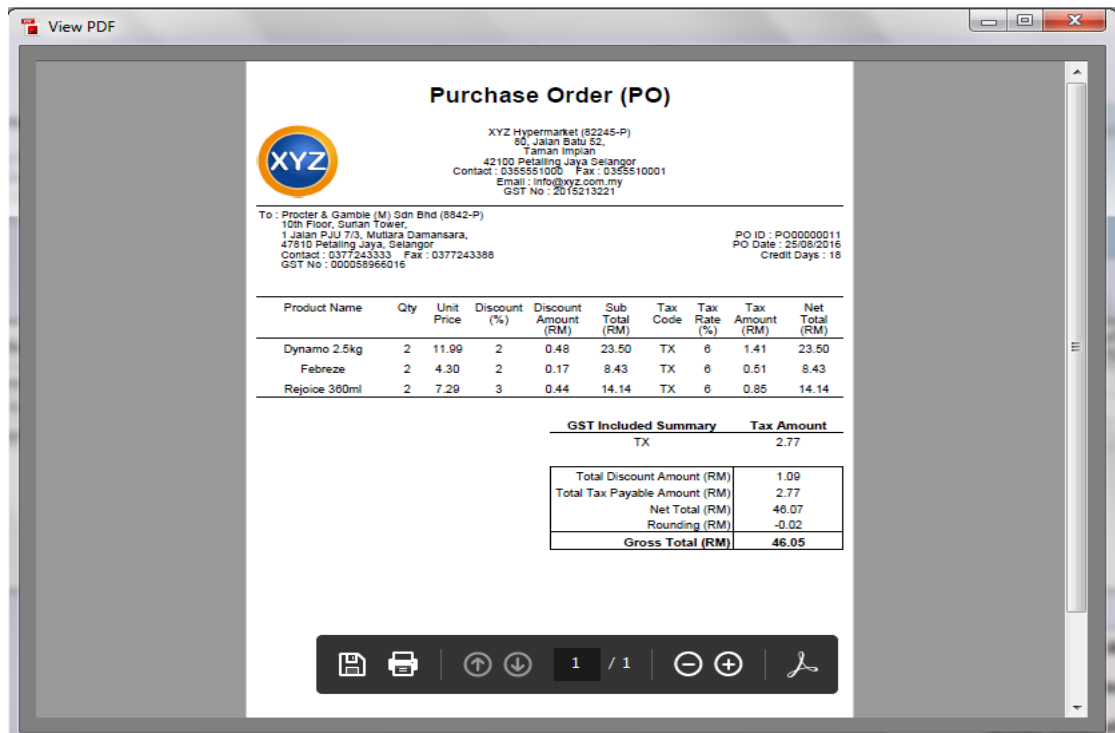 View PDF
Purchase Order (PO)
XYZ
XYZ Hypermarket (82245-P)
80, Jalan Batu 52,
Taman Impian
42100 Petaling Jaya Selangor
Contact : 0355551000 Fax : 0355510001
Email : info@xyz.com.my
GST No : 2015213221
To : Procter & Gamble (M) Sdn Bhd (8842-P)
10th Floor, Surian Tower,
1 Jalan PJU 7/3, Mutiara Damansara,
47810 Petaling Jaya, Selangor
Contact : 0377243333 Fax : 0377243388
GST No : 000058966016
PO ID : PO00000011
PO Date : 25/08/2016
Credit Days : 18
Product Name Qty Unit Price Discount (%) Discount Amount (RM) Sub Total (RM) Tax Code Tax Rate (%) Tax Amount (RM) Net Total (RM)
Dynamo 2.5kg 2 11.99 2 0.48 23.50 TX 6 1.41 23.50
Febreze 2 4.30 2 0.17 8.43 TX 6 0.51 8.43
Rejoice 360ml 2 7.29 3 0.44 14.14 TX 6 0.85 14.14
GST Included Summary Tax Amount
TX 2.77
Total Discount Amount (RM) 1.09
Total Tax Payable Amount (RM) 2.77
Net Total (RM) 46.07
Rounding (RM) -0.02
Gross Total (RM) 46.05
1 / 1